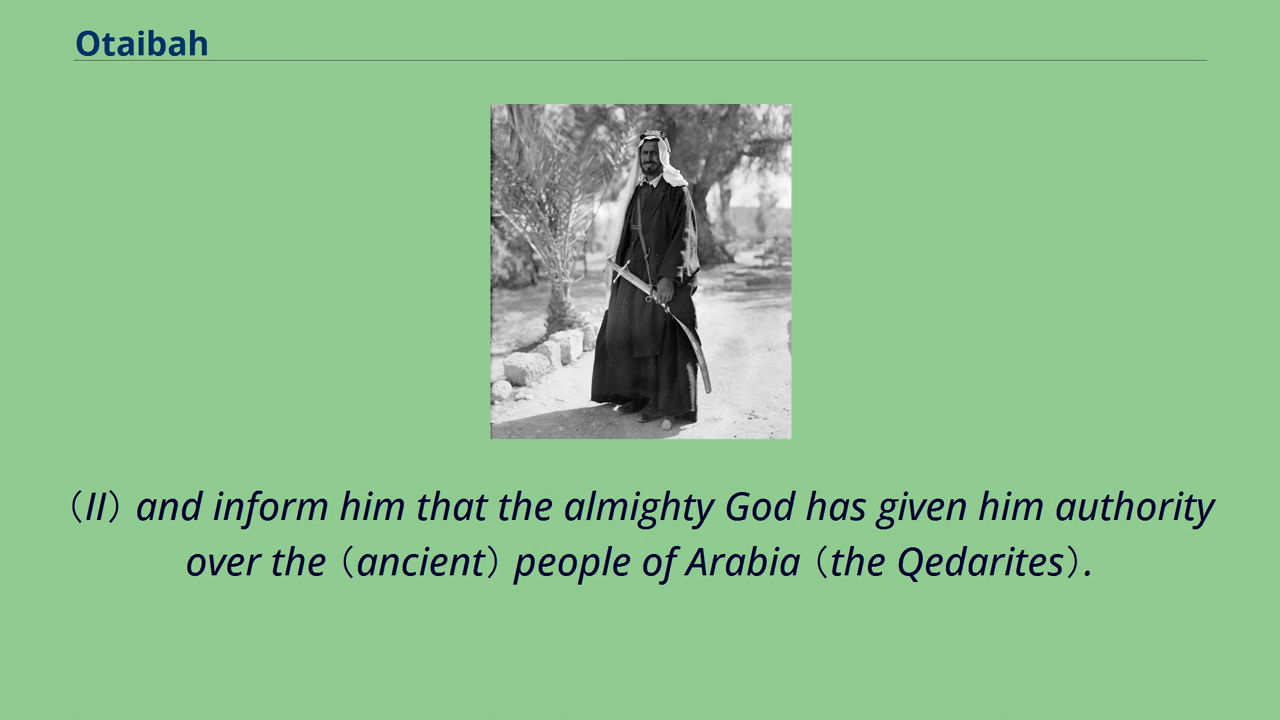 Otaibah
（II） and inform him that the almighty God has given him authority
over the （ancient） people of Arabia （the Qedarites）.